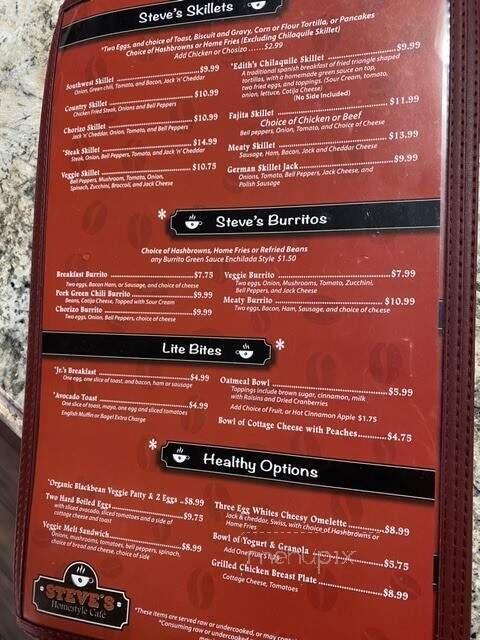 Steve's Skillets
*Two Eggs, and choice of Toast, Biscuit and Gravy, Corn or Flour Tortilla, or Pancakes
Choice of Hashbrowns or Home Fries (Excluding Chilaquile Skillet)
Add Chicken or Chosizo ......$2.99
Southwest Skillet $9.99
Onion, Green chili, Tomato, and Bacon, Jack 'n' Cheddar
Country Skillet $10.99
Chicken Fried Steak, Onions and Bell Peppers
Chorizo Skillet $10.99
Jack 'n' Cheddar, Onion, Tomato, and Bell Peppers
*Steak Skillet $14.99
Steak, Onion, Bell Peppers, Tomato, and Jack 'n' Cheddar
Veggie Skillet $10.75
Bell Peppers, Mushroom, Tomato, Onion,
Spinach, Zucchini, Broccoli, and Jack Cheese
*Edith's Chilaquile Skillet $9.99
A traditional spanish breakfast of fried triangle shaped
tortillas, with a homemade green sauce on top,
two fried eggs, and toppings. (Sour Cream, tomato,
onion, lettuce, Cotija Cheese)
(No Side Included)
Fajita Skillet $11.99
Choice of Chicken or Beef
Bell peppers, Onion, Tomato, and Choice of Cheese
Meaty Skillet $13.99
Sausage, Ham, Bacon, Jack and Cheddar Cheese
German Skillet Jack $9.99
Onions, Tomato, Bell Peppers, Jack Cheese, and
Polish Sausage
* Steve's Burritos
Choice of Hashbrowns, Home Fries or Refried Beans
any Burrito Green Sauce Enchilada Style $1.50
Breakfast Burrito $7.75
Two eggs, Bacon Ham, or Sausage, and choice of cheese
Pork Green Chili Burrito $9.99
Beans, Cotija Cheese, Topped with Sour Cream
Chorizo Burrito $9.99
Two eggs, Onion, Bell Peppers, choice of cheese
Veggie Burrito $7.99
Two eggs, Onion, Mushrooms, Tomato, Zucchini,
Bell Peppers, and Jack Cheese
Meaty Burrito $10.99
Two eggs, Bacon, Ham, Sausage, and choice of cheese
Lite Bites *
*Jr.'s Breakfast $4.99
One egg, one slice of toast, and bacon, ham or sausage
*Avocado Toast $4.99
One slice of toast, mayo, one egg and sliced tomatoes
English Muffin or Bagel Extra Charge
Oatmeal Bowl $5.99
Toppings include brown sugar, cinnamon, milk
with Raisins and Dried Cranberries
Add Choice of Fruit, or Hot Cinnamon Apple $1.75
Bowl of Cottage Cheese with Peaches $4.75
* Healthy Options
*Organic Blackbean Veggie Patty & 2 Eggs ..$8.99
Two Hard Boiled Eggs $9.75
with sliced avocado, sliced tomatoes and a side of
cottage cheese and toast
Veggie Melt Sandwich $8.99
Onions, mushrooms, tomatoes, bell peppers, spinach,
choice of bread and cheese, choice of side
Three Egg Whites Cheesy Omelette $8.99
Jack & cheddar, Swiss, with choice of Hashbrowns or
Home Fries
Bowl of Yogurt & Granola $5.75
Add
Grilled Chicken Breast Plate $8.99
Cottage Cheese, Tomatoes
menupix
STEVE'S
Homestyle Café
*These items are served raw or undercooked, or may
*Consuming raw or undercooked